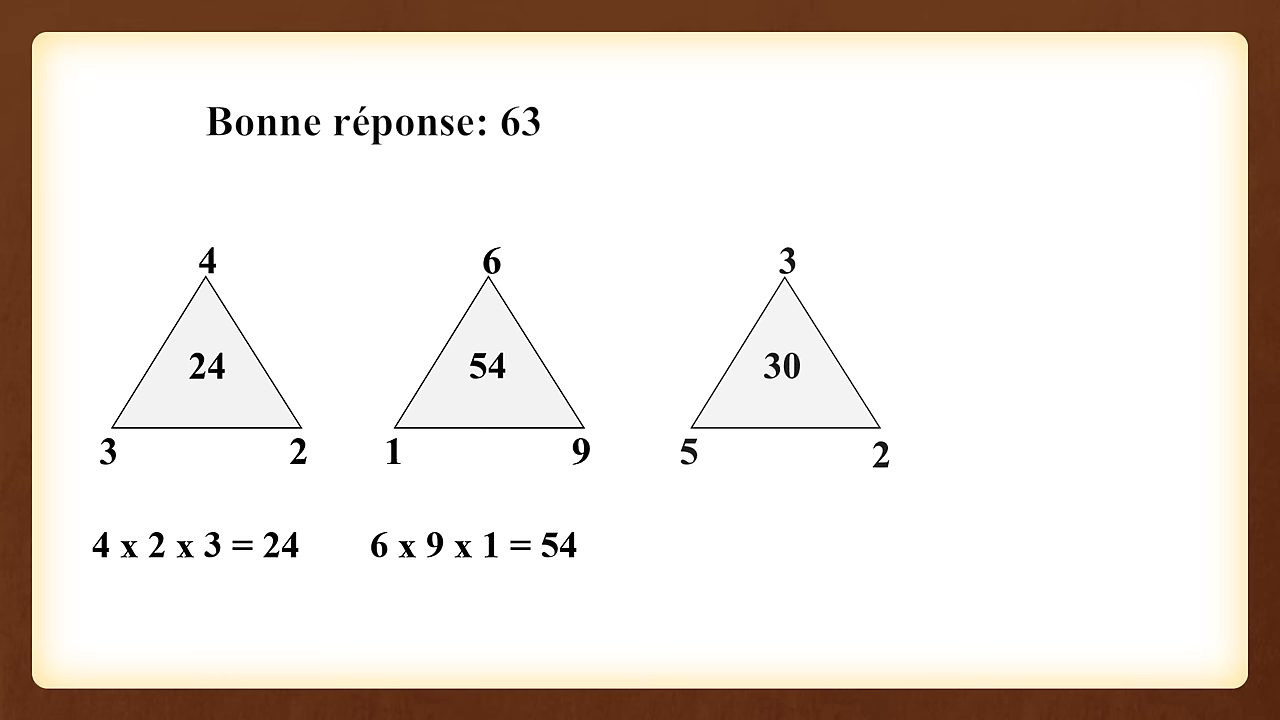 Bonne réponse: 63
4 6 3
24 54 30
3 2 1 9 5 2
4 x 2 x 3 = 24 6 x 9 x 1 = 54